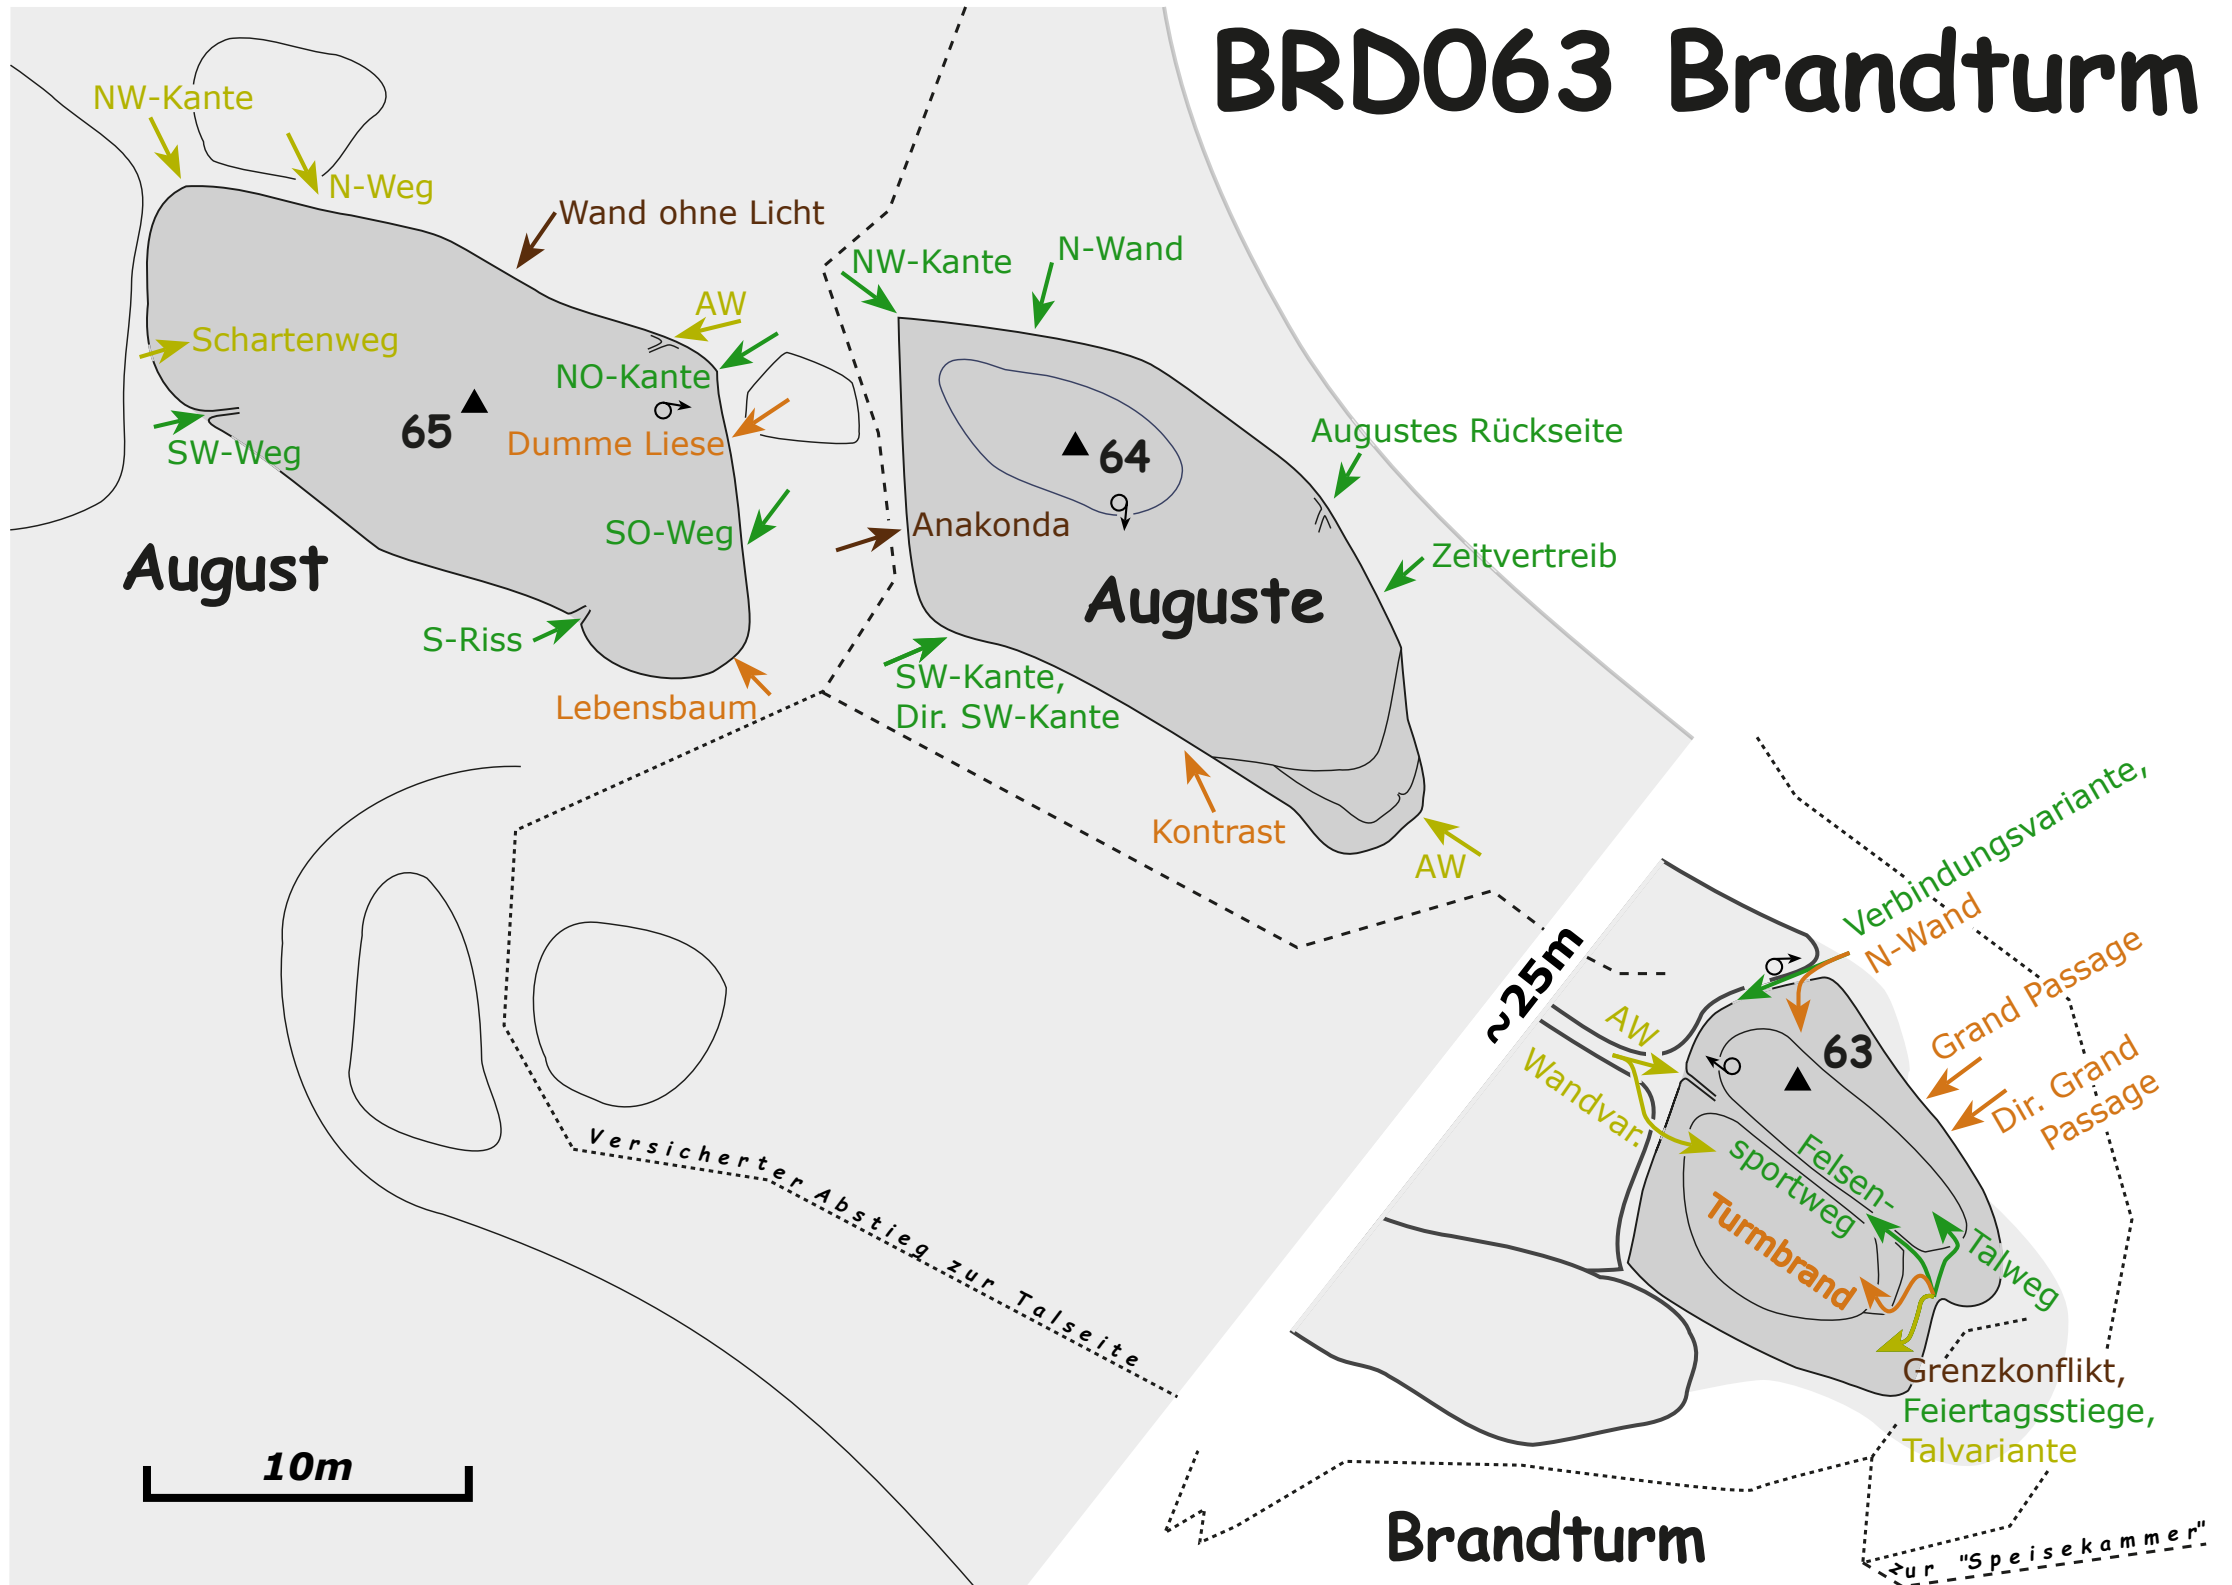 BRD063 Brandturm
NW-Kante
N-Weg
Wand ohne Licht
AW
Schartenweg
NO-Kante
65
Dumme Liese
SW-Weg
SO-Weg
August
S-Riss
Lebensbaum
NW-Kante
N-Wand
64
Augustes Rückseite
Anakonda
Zeitvertreib
Auguste
SW-Kante,
Dir. SW-Kante
Kontrast
AW
~25m
Verbindungsvariante,
N-Wand
Grand Passage
Dir. Grand
Passage
63
AW
Wandvar.
Felsen-
sportweg
Turmbrand
Talweg
Grenzkonflikt,
Feiertagsstiege,
Talvariante
Versicherter Abstieg zur Talseite
10m
Brandturm
zur "Speisekammer"